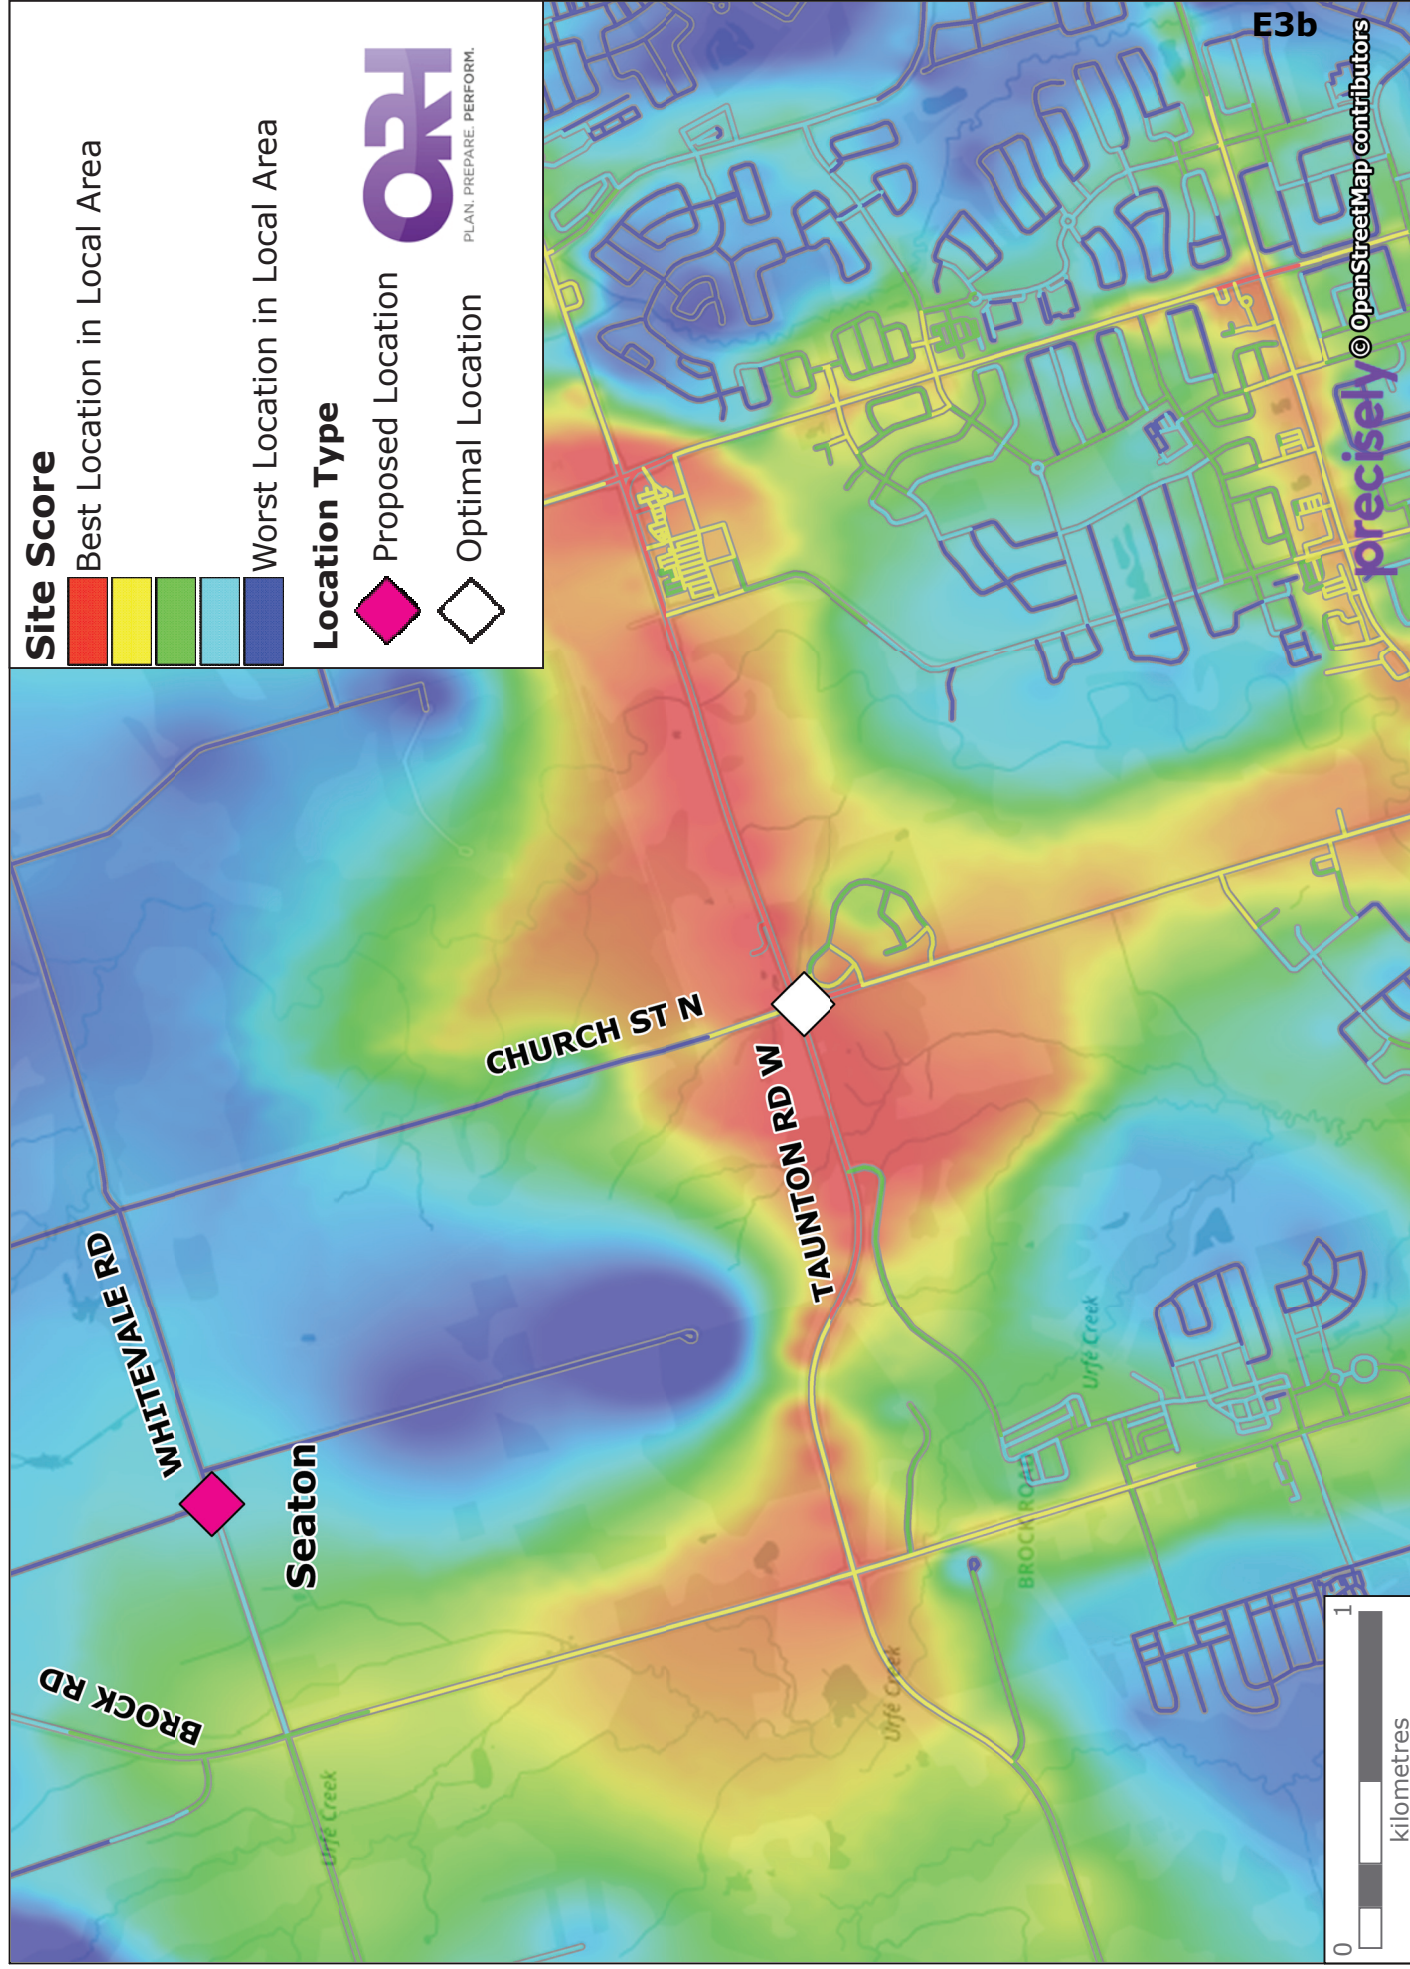 Site Score
Best Location in Local Area
Worst Location in Local Area
Location Type
Proposed Location
Optimal Location
ORH
PLAN. PREPARE. PERFORM.
E3b
WHITEVALE RD
CHURCH ST N
TAUNTON RD W
BROCK RD
Seaton
BROCK ROAD
Urfé Creek
Urfé Creek
Urfé Creek
0 1
kilometres
precisely
© OpenStreetMap contributors